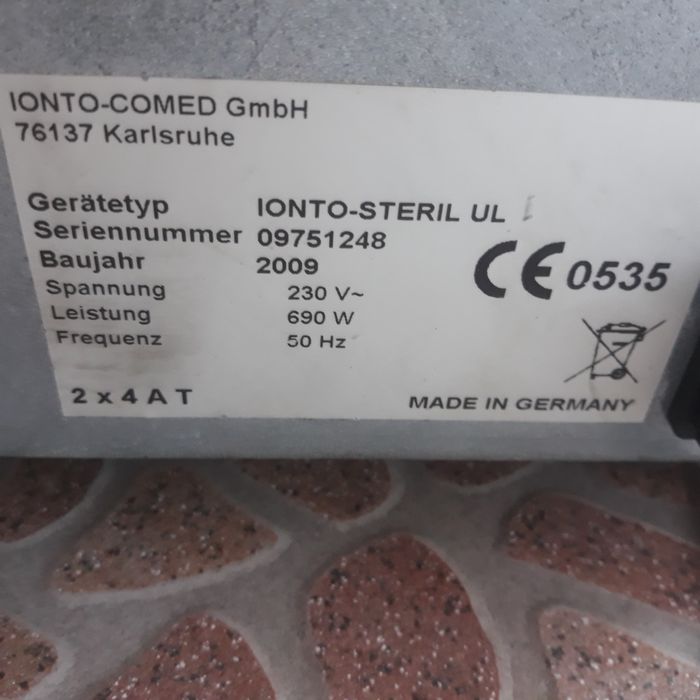 IONTO-COMED GmbH
76137 Karlsruhe
Gerätetyp IONTO-STERIL UL
Seriennummer 09751248
Baujahr 2009
Spannung 230 V~
Leistung 690 W
Frequenz 50 Hz
CE 0535
2 x 4 A T
MADE IN GERMANY